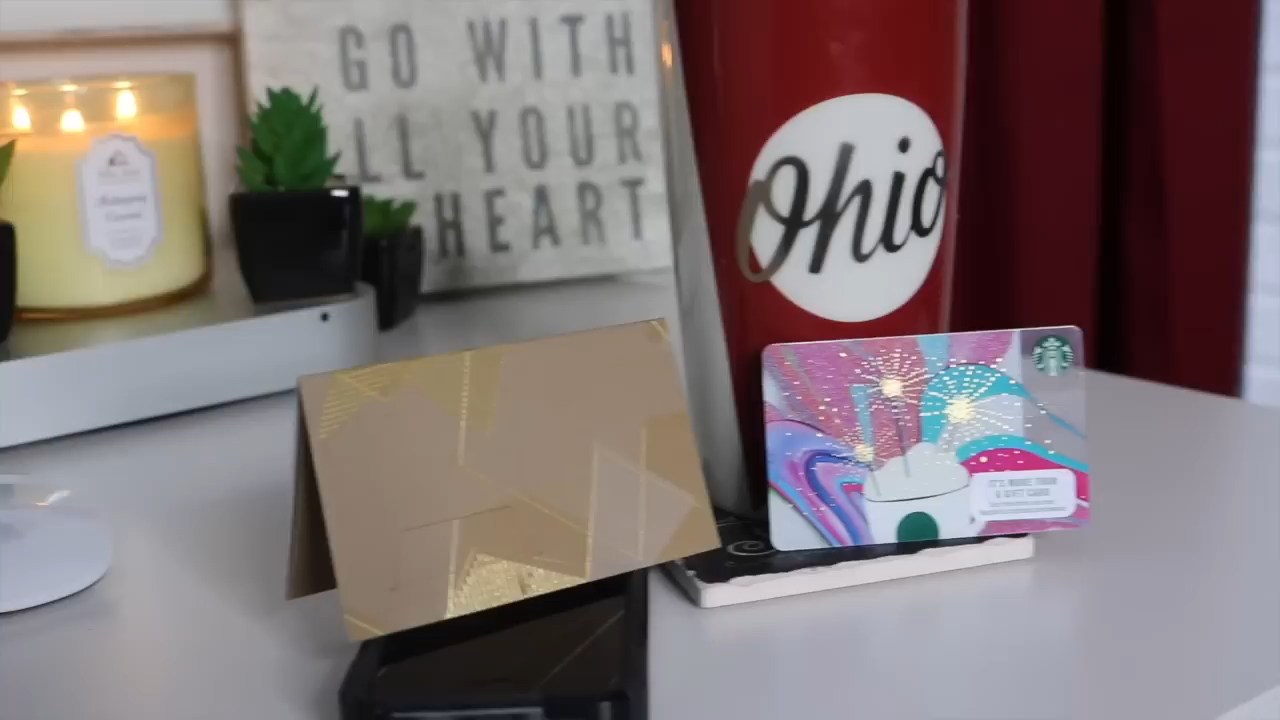 GO WITH
LL YOUR
HEART
Ohio
IT'S MORE THAN
A GIFT CARD